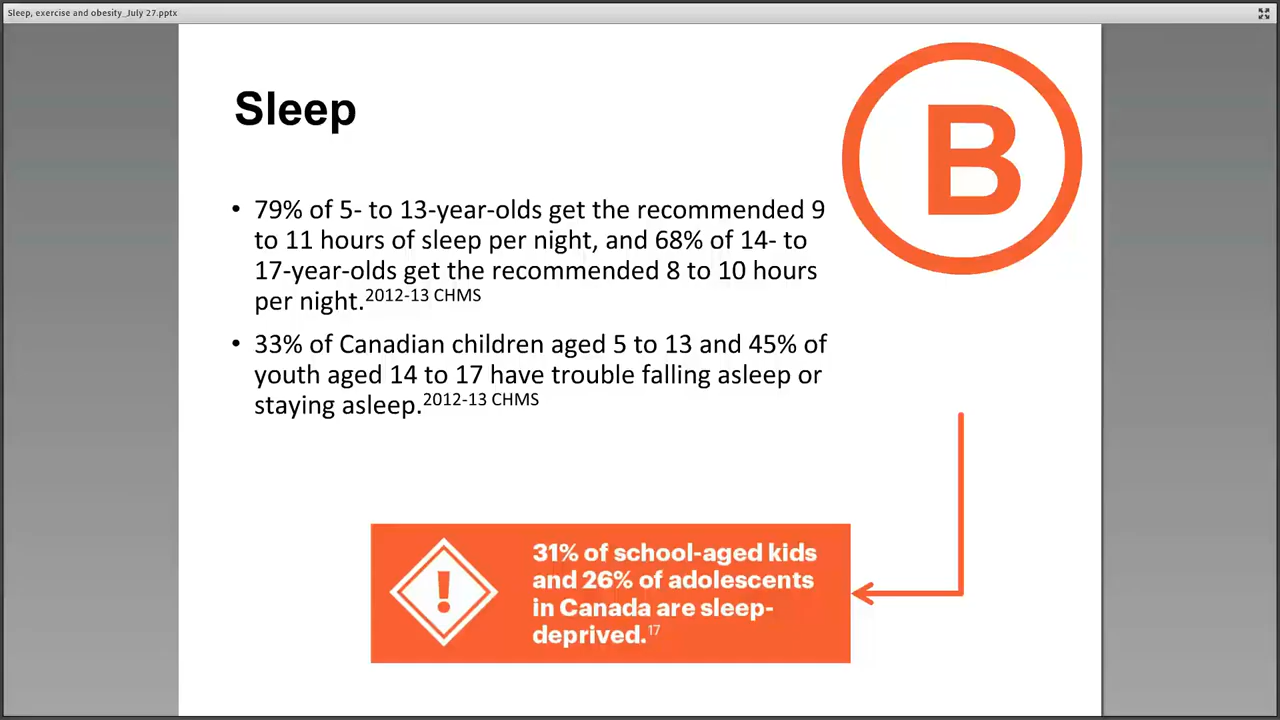 Sleep, exercise and obesity_July 27.pptx
Sleep
B
• 79% of 5- to 13-year-olds get the recommended 9
to 11 hours of sleep per night, and 68% of 14- to
17-year-olds get the recommended 8 to 10 hours
per night.2012-13 CHMS
• 33% of Canadian children aged 5 to 13 and 45% of
youth aged 14 to 17 have trouble falling asleep or
staying asleep.2012-13 CHMS
!
31% of school-aged kids
and 26% of adolescents
in Canada are sleep-
deprived.17